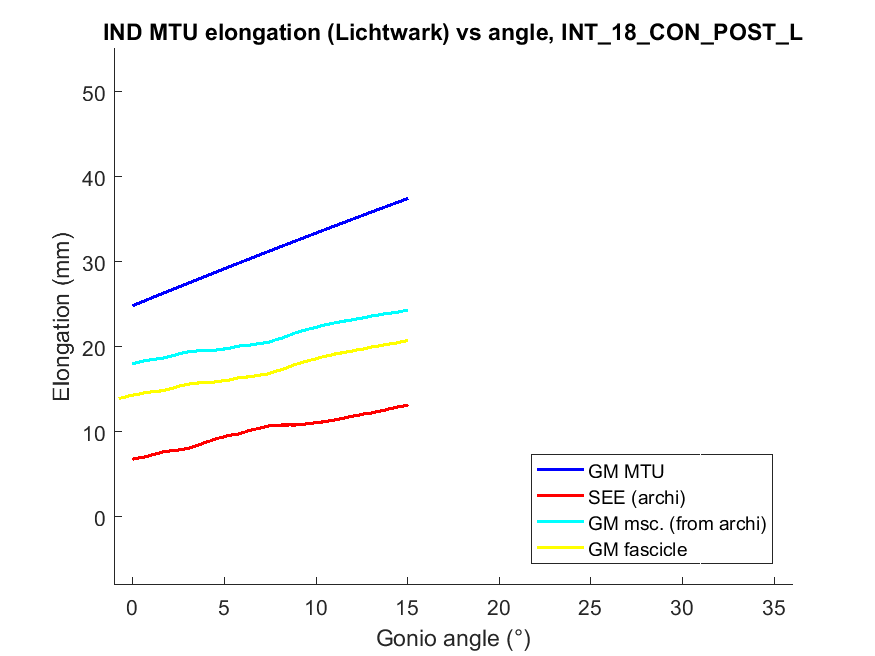 IND MTU elongation (Lichtwark) vs angle, INT_18_CON_POST_L
50
40
30
20
10
0
Elongation (mm)
GM MTU
SEE (archi)
GM msc. (from archi)
GM fascicle
0 5 10 15 20 25 30 35
Gonio angle (°)